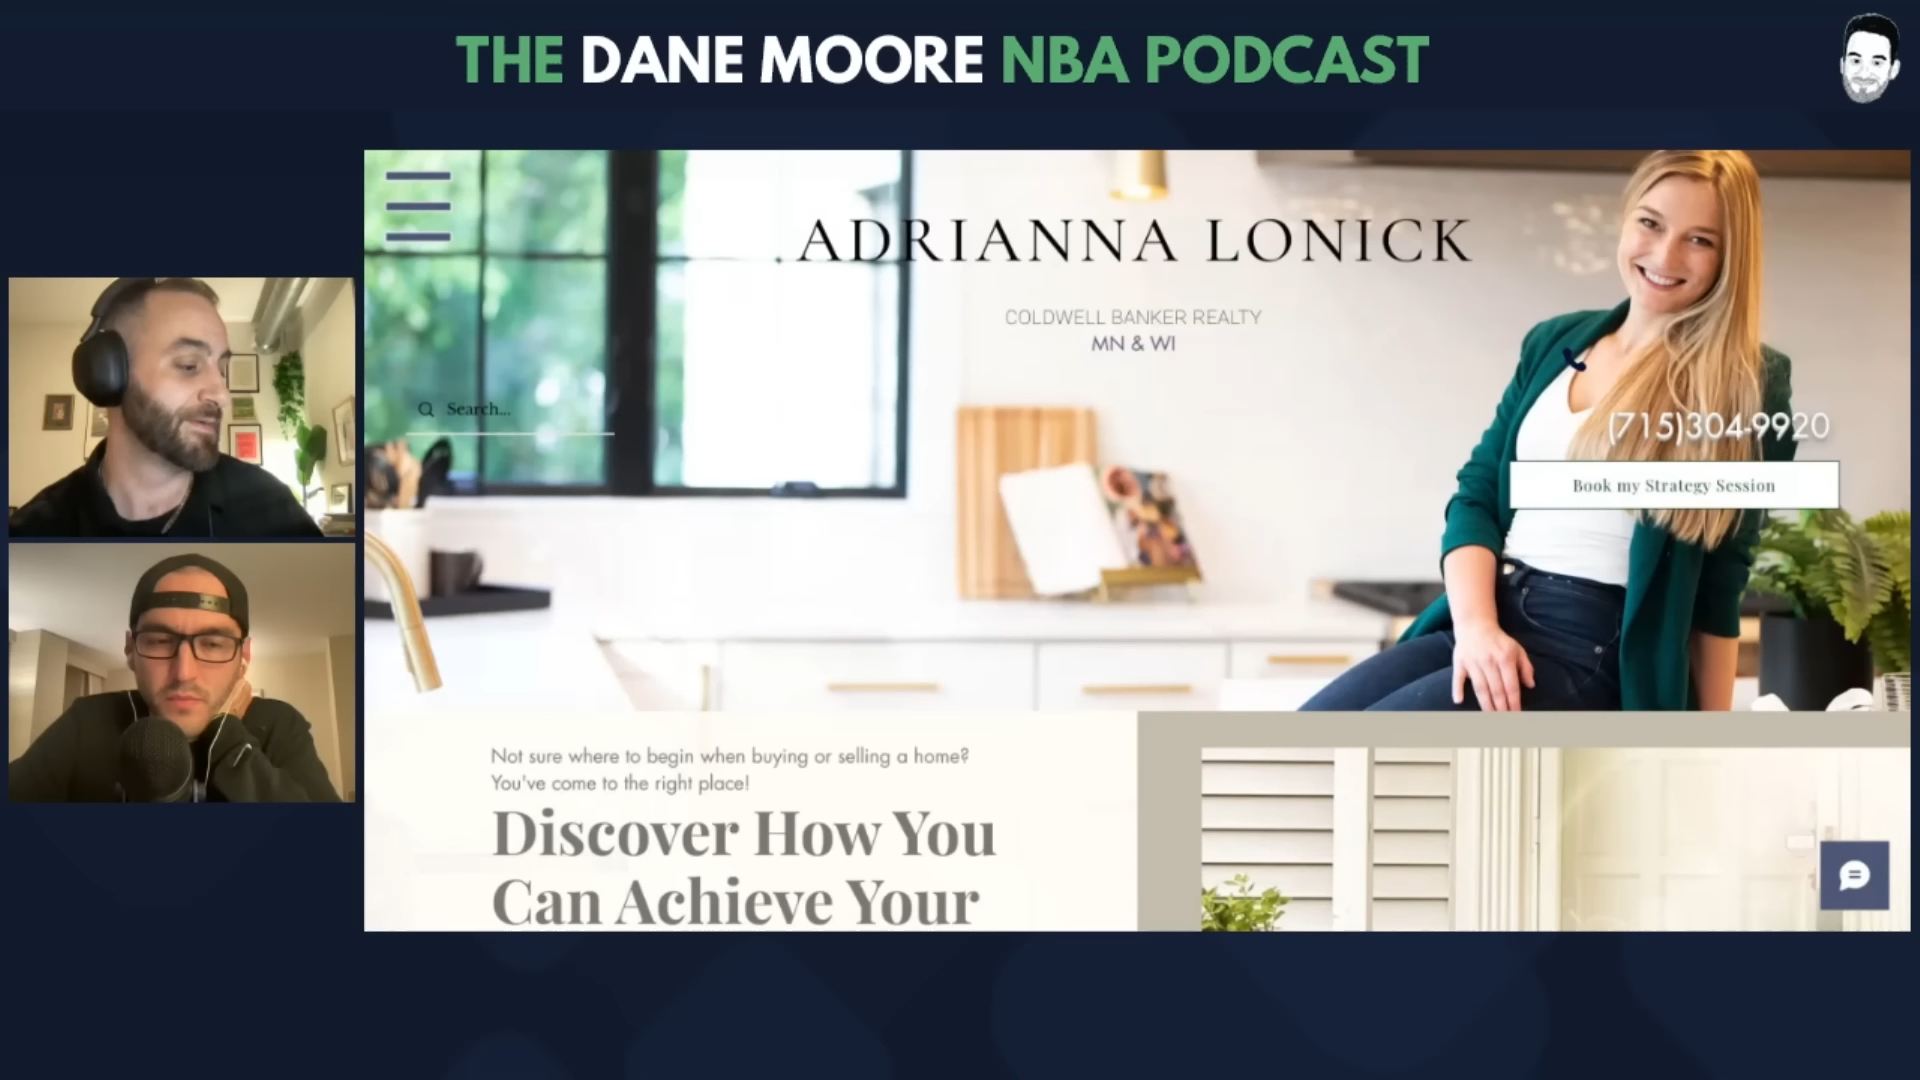 THE DANE MOORE NBA PODCAST
ADRIANNA LONICK
COLDWELL BANKER REALTY
MN & WI
Search...
(715)304-9920
Book my Strategy Session
Not sure where to begin when buying or selling a home?
You've come to the right place!
Discover How You
Can Achieve Your